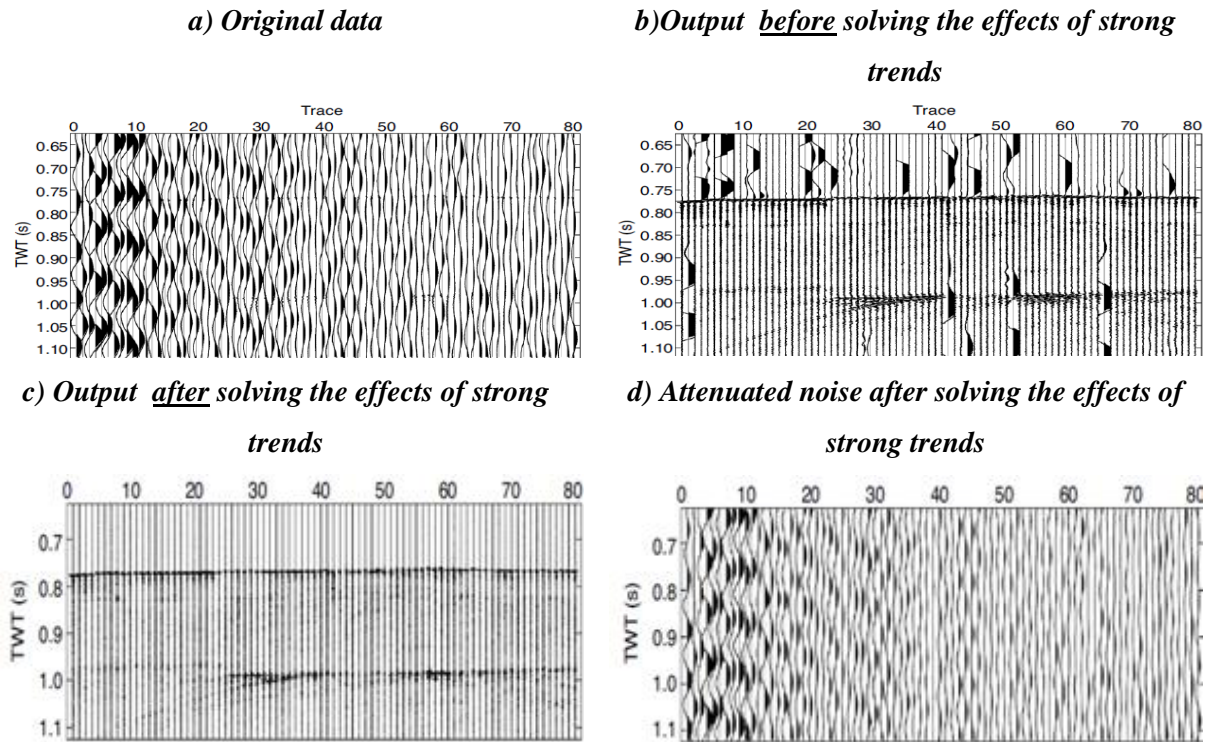 a) Original data
b)Output before solving the effects of strong
trends
Trace
0 10 20 30 40 50 60 70 80
0.65
0.70
0.75
0.80
0.85
0.90
0.95
1.00
1.05
1.10
TWT (s)
Trace
0 10 20 30 40 50 60 70 80
0.65
0.70
0.75
0.80
0.85
0.90
0.95
1.00
1.05
1.10
TWT (s)
c) Output after solving the effects of strong
trends
d) Attenuated noise after solving the effects of
strong trends
0 10 20 30 40 50 60 70 80
0.7
0.8
0.9
1.0
1.1
TWT (s)
0 10 20 30 40 50 60 70 80
0.7
0.8
0.9
1.0
1.1
TWT (s)